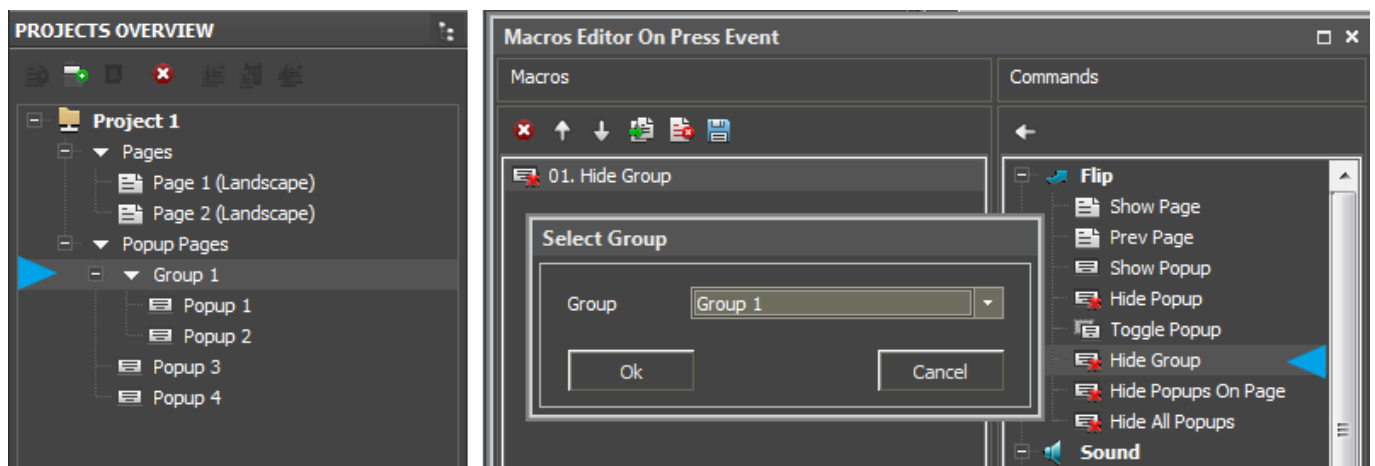 PROJECTS OVERVIEW
Project 1
Pages
Page 1 (Landscape)
Page 2 (Landscape)
Popup Pages
Group 1
Popup 1
Popup 2
Popup 3
Popup 4
Macros Editor On Press Event
Macros
Commands
01. Hide Group
Select Group
Group
Group 1
Ok
Cancel
Flip
Show Page
Prev Page
Show Popup
Hide Popup
Toggle Popup
Hide Group
Hide Popups On Page
Hide All Popups
Sound